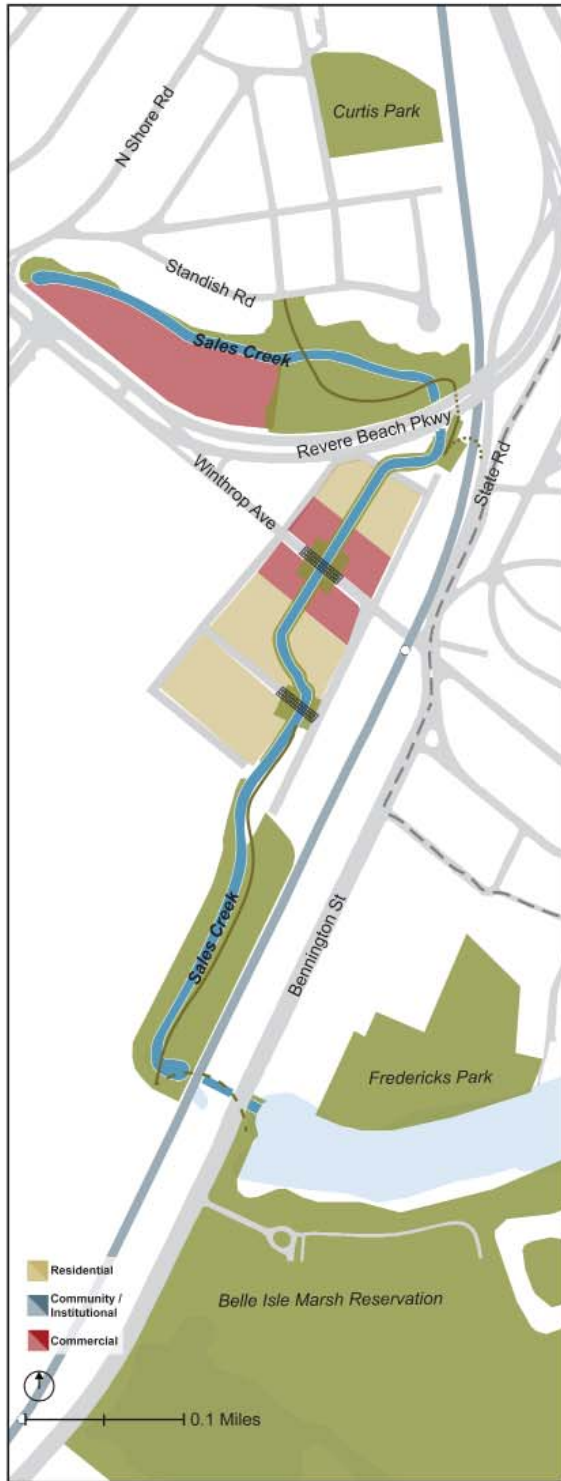 Curtis Park
N Shore Rd
Standish Rd
Sales Creek
Revere Beach Pkwy
State Rd
Winthrop Ave
Sales Creek
Bennington St
Fredericks Park
Belle Isle Marsh Reservation
Residential
Community /
Institutional
Commercial
0.1 Miles